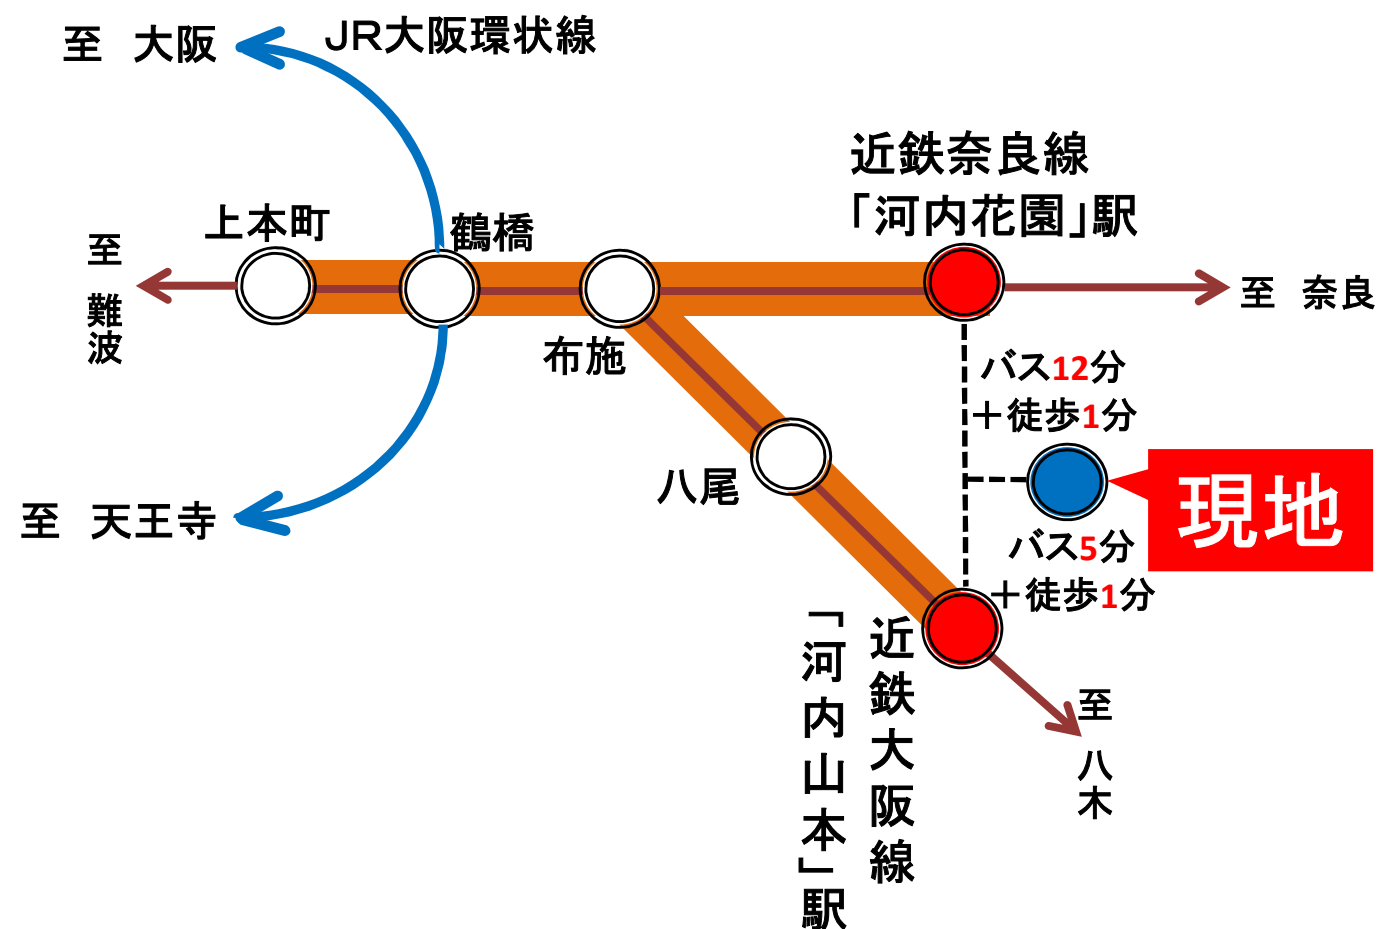 至 大阪
JR大阪環状線
近鉄奈良線
「河内花園」駅
上本町
鶴橋
至 難波
至 奈良
布施
バス12分
＋徒歩1分
八尾
現地
至 天王寺
バス5分
＋徒歩1分
近鉄大阪線
「河内山本」駅
至 八木